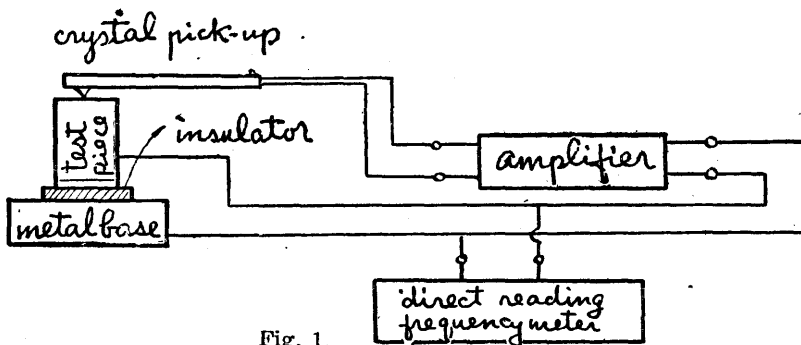 crystal pick-up
test
piece
insulator
amplifier
metal base
direct reading
frequency meter
Fig. 1